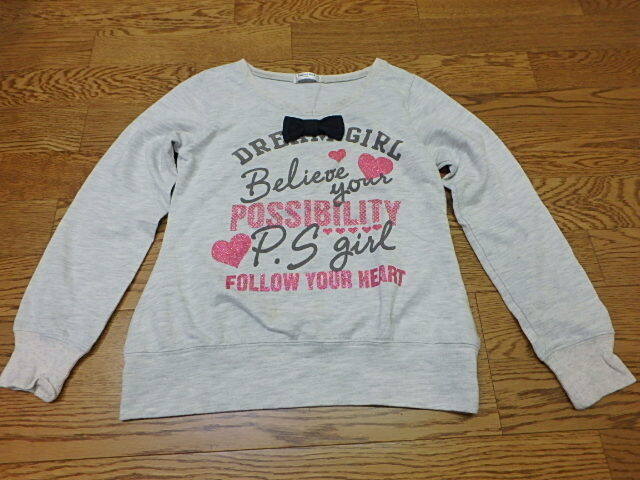 DREAM GIRL
Believe
your
POSSIBILITY
P.S girl
FOLLOW YOUR HEART